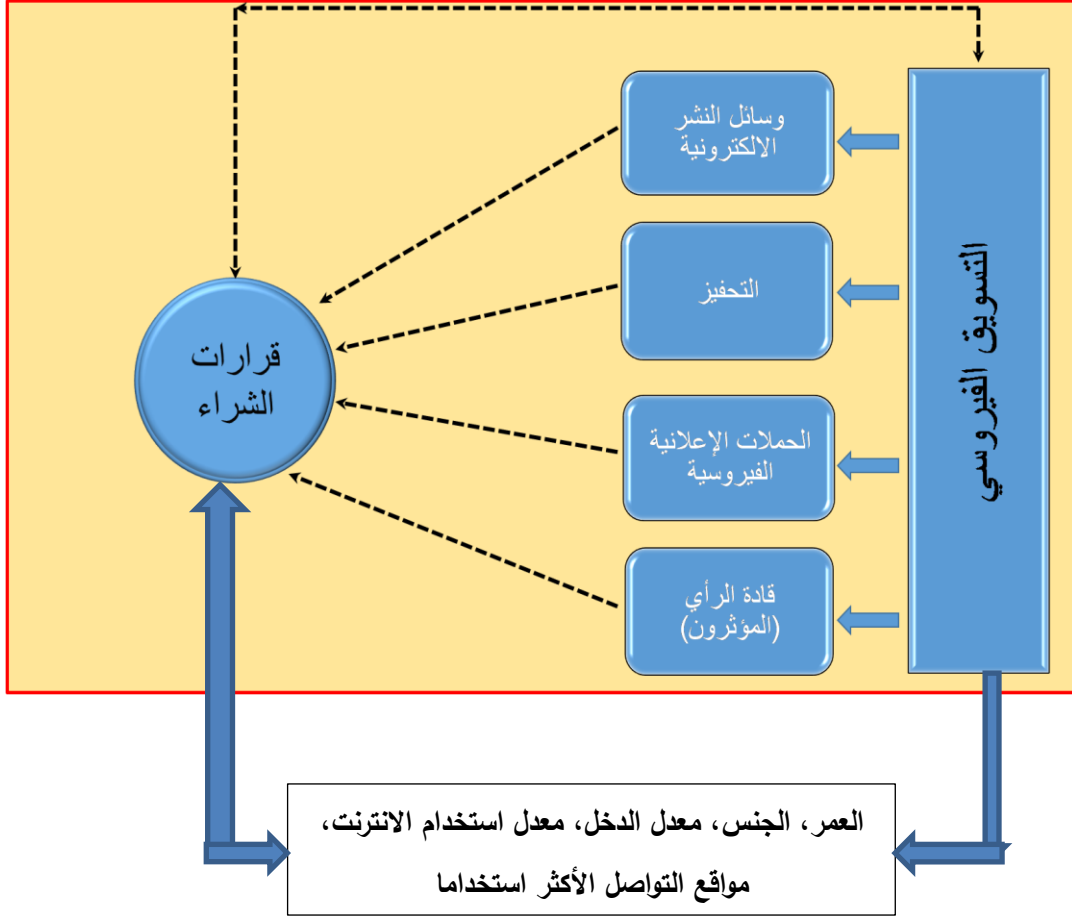 التسويق الفيروسي
وسائل النشر
الالكترونية
التحفيز
الحملات الإعلانية
الفيروسية
قادة الرأي
(المؤثرون)
قرارات
الشراء
العمر، الجنس، معدل الدخل، معدل استخدام الانترنت،
مواقع التواصل الأكثر استخداما